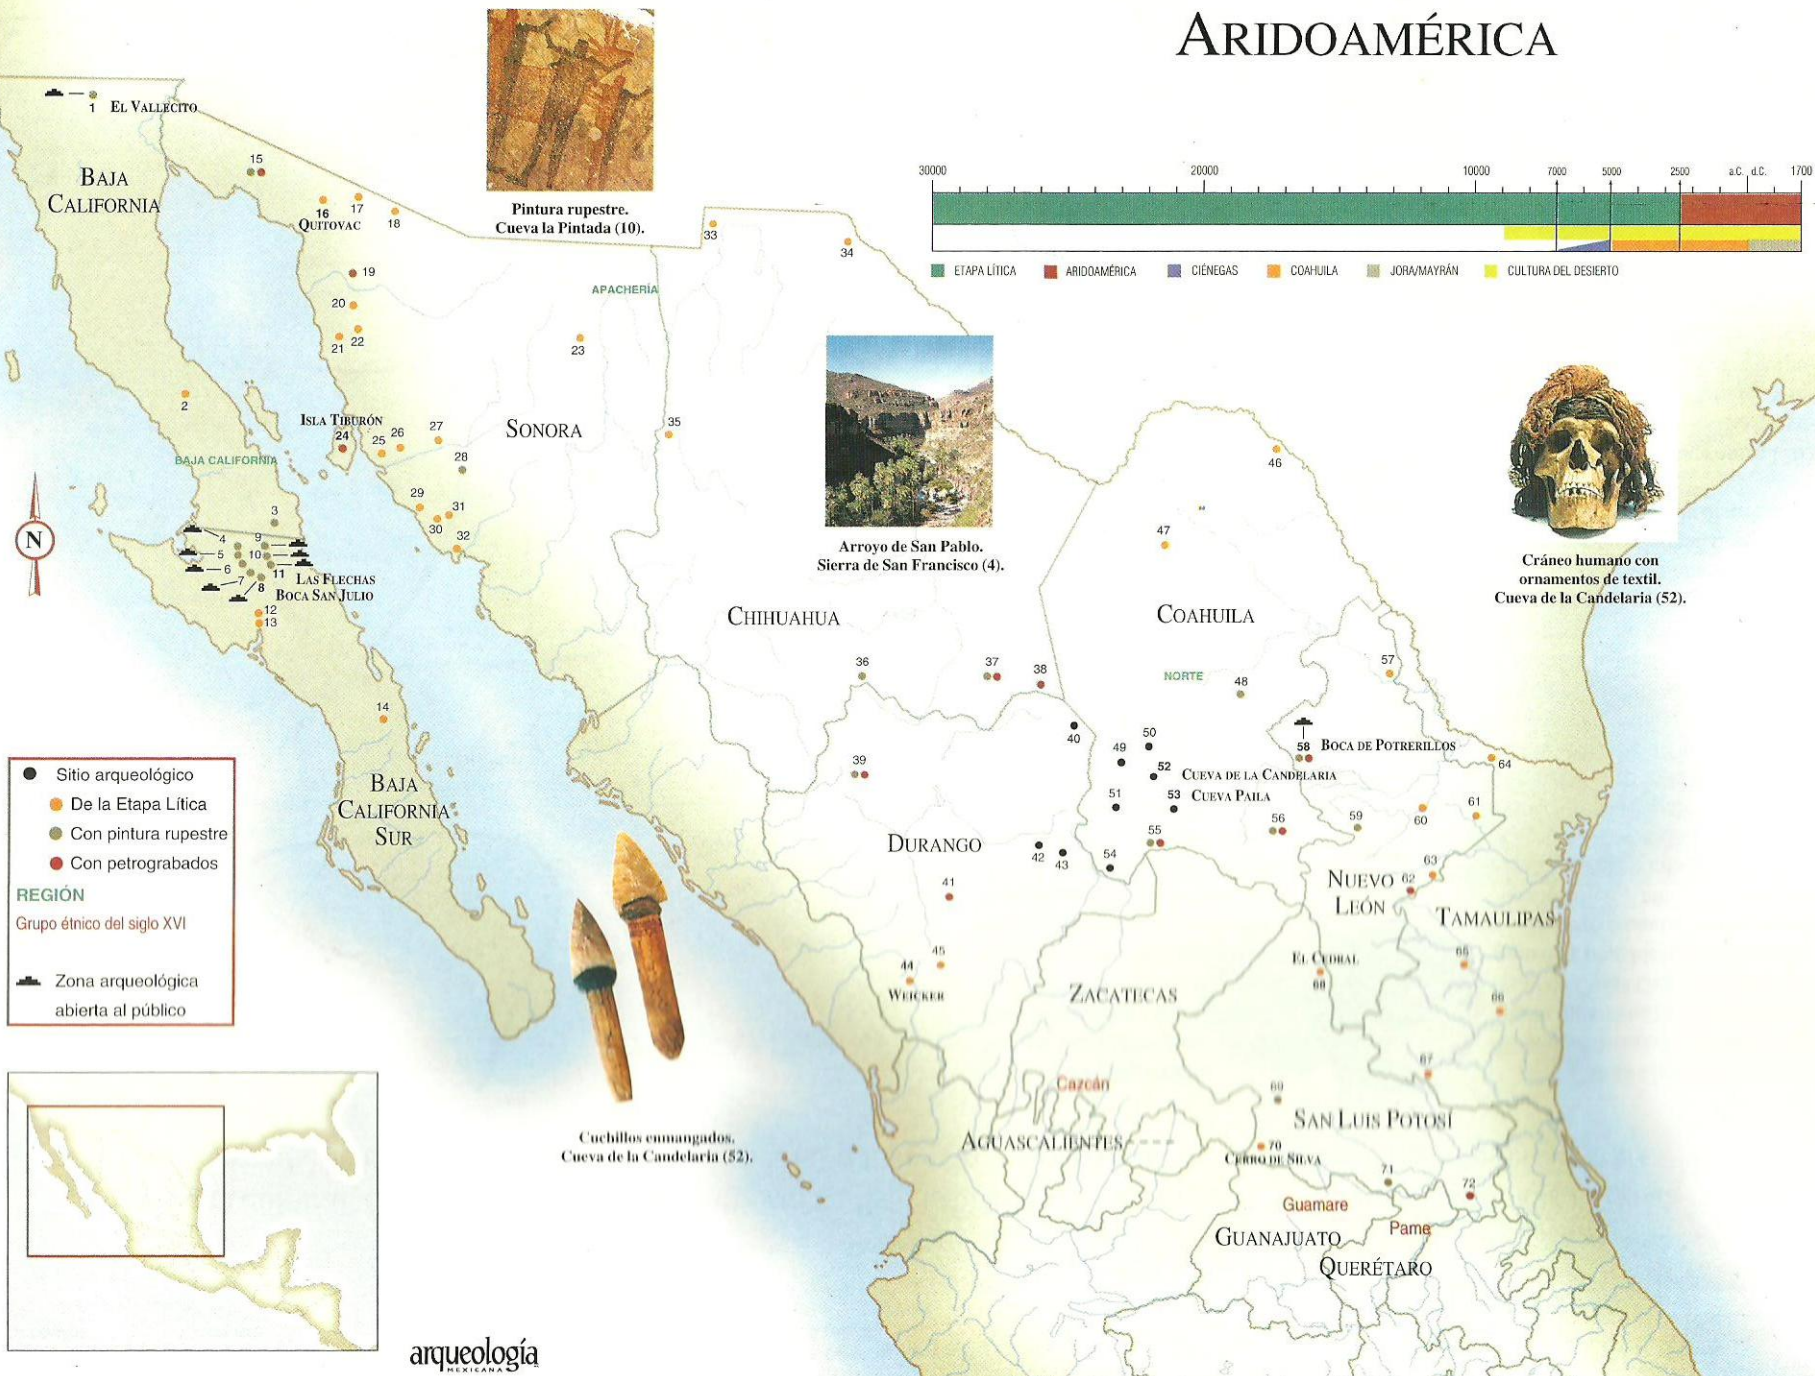 ARIDOAMÉRICA
Pintura rupestre.
Cueva la Pintada (10).
30000
20000
10000
7000
5000
2500
a.C.
d.C.
1700
ETAPA LÍTICA
ARIDOAMÉRICA
CIÉNEGAS
COAHUILA
JORA/MAYRÁN
CULTURA DEL DESIERTO
1
EL VALLECITO
BAJA
CALIFORNIA
15
16
QUITOVAC
17
18
19
20
21
22
23
33
34
APACHERÍA
2
ISLA TIBURÓN
24
25
26
27
28
SONORA
35
BAJA CALIFORNIA
29
30
31
32
N
3
4
5
6
7
8
9
10
11
LAS FLECHAS
BOCA SAN JULIO
12
13
14
BAJA
CALIFORNIA
SUR
Arroyo de San Pablo.
Sierra de San Francisco (4).
Cráneo humano con
ornamentos de textil.
Cueva de la Candelaria (52).
46
47
CHIHUAHUA
COAHUILA
NORTE
36
37
38
48
57
58
BOCA DE POTRERILLOS
39
40
49
50
52
CUEVA DE LA CANDELARIA
51
53
CUEVA PAILA
64
60
61
59
56
55
54
42
43
DURANGO
41
44
WEICKER
45
NUEVO
LEÓN
62
63
TAMAULIPAS
EL CEDRAL
68
65
66
67
ZACATECAS
Cazcán
69
SAN LUIS POTOSÍ
AGUASCALIENTES
70
CERRO DE SILVA
71
72
Guamare
Pame
GUANAJUATO
QUERÉTARO
Sitio arqueológico
De la Etapa Lítica
Con pintura rupestre
Con petrograbados
REGIÓN
Grupo étnico del siglo XVI
Zona arqueológica
abierta al público
Cuchillos enmangados.
Cueva de la Candelaria (52).
arqueología
MEXICANA